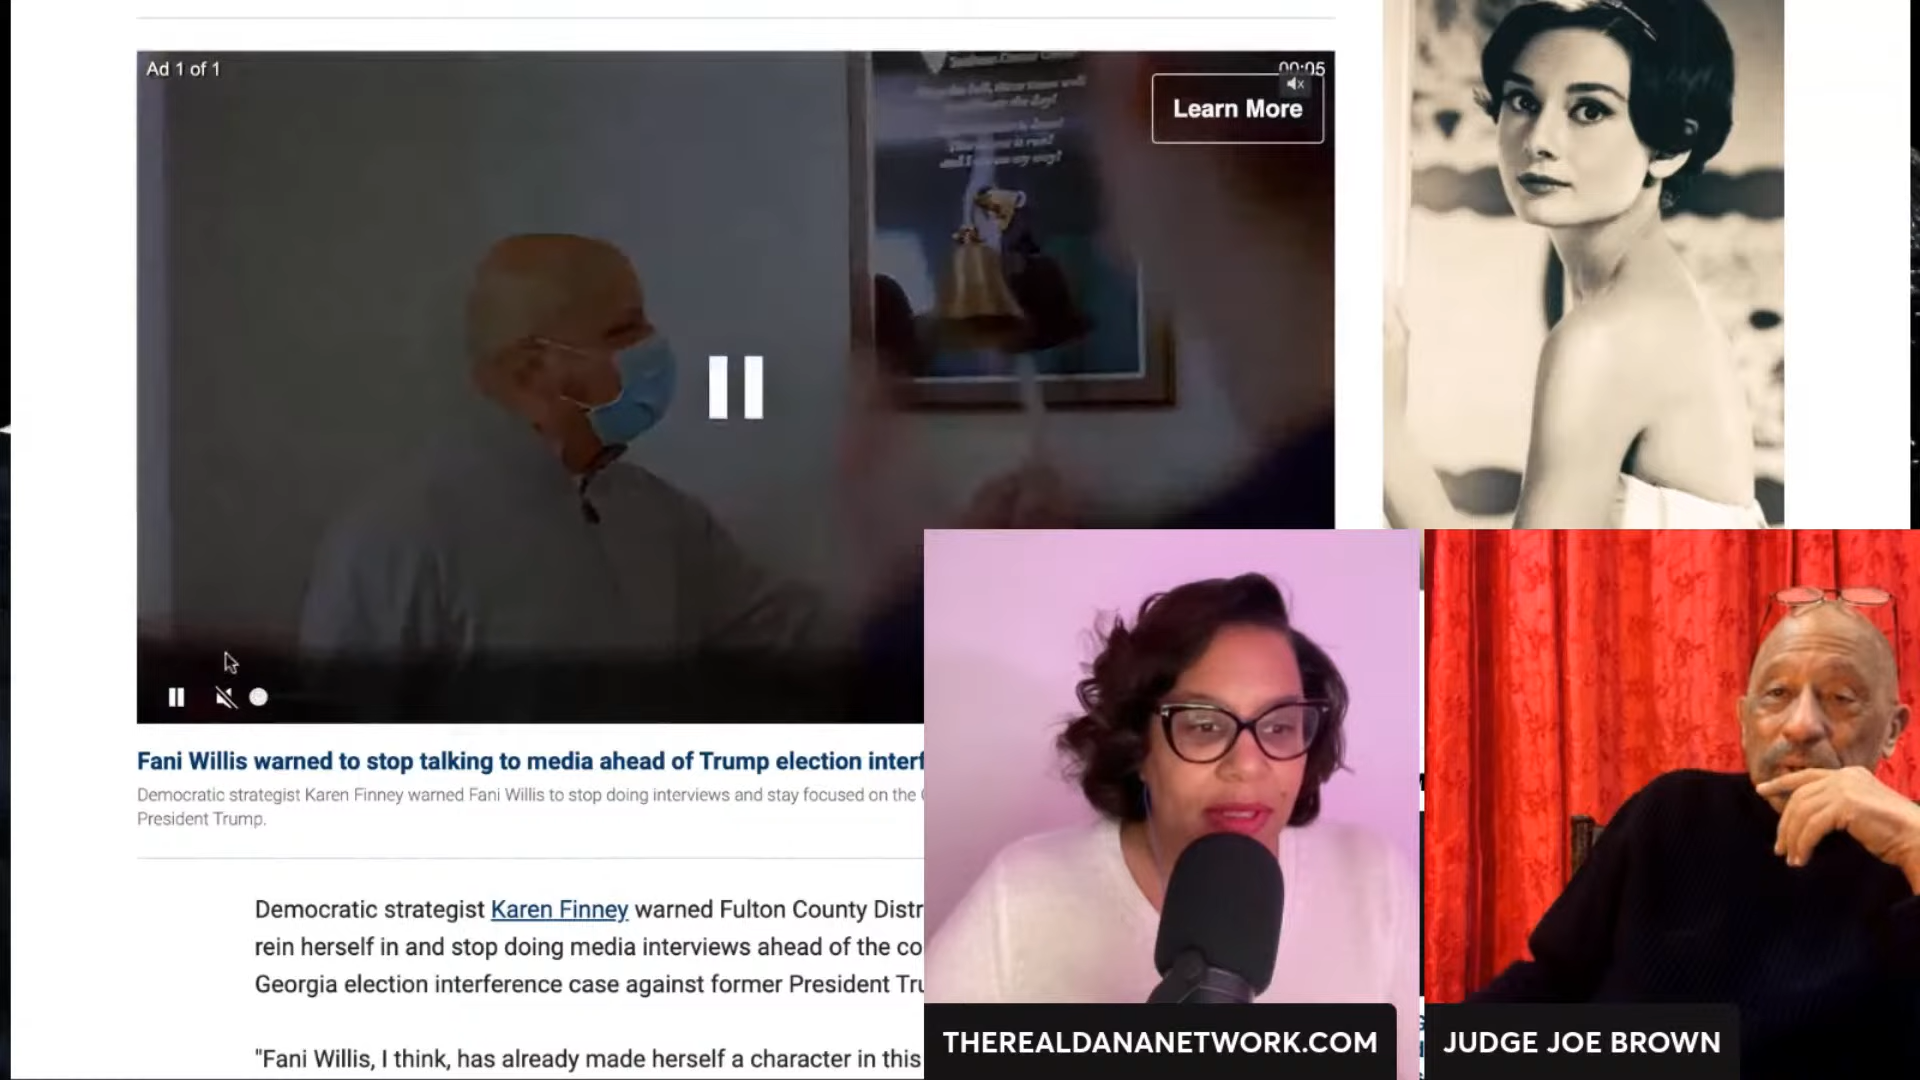 Ad 1 of 1
00:05
Learn More
Fani Willis warned to stop talking to media ahead of Trump election interf
Democratic strategist Karen Finney warned Fani Willis to stop doing interviews and stay focused on the
President Trump.
Democratic strategist Karen Finney warned Fulton County Distr
rein herself in and stop doing media interviews ahead of the co
Georgia election interference case against former President Tru
"Fani Willis, I think, has already made herself a character in this
THEREALDANANETWORK.COM
JUDGE JOE BROWN